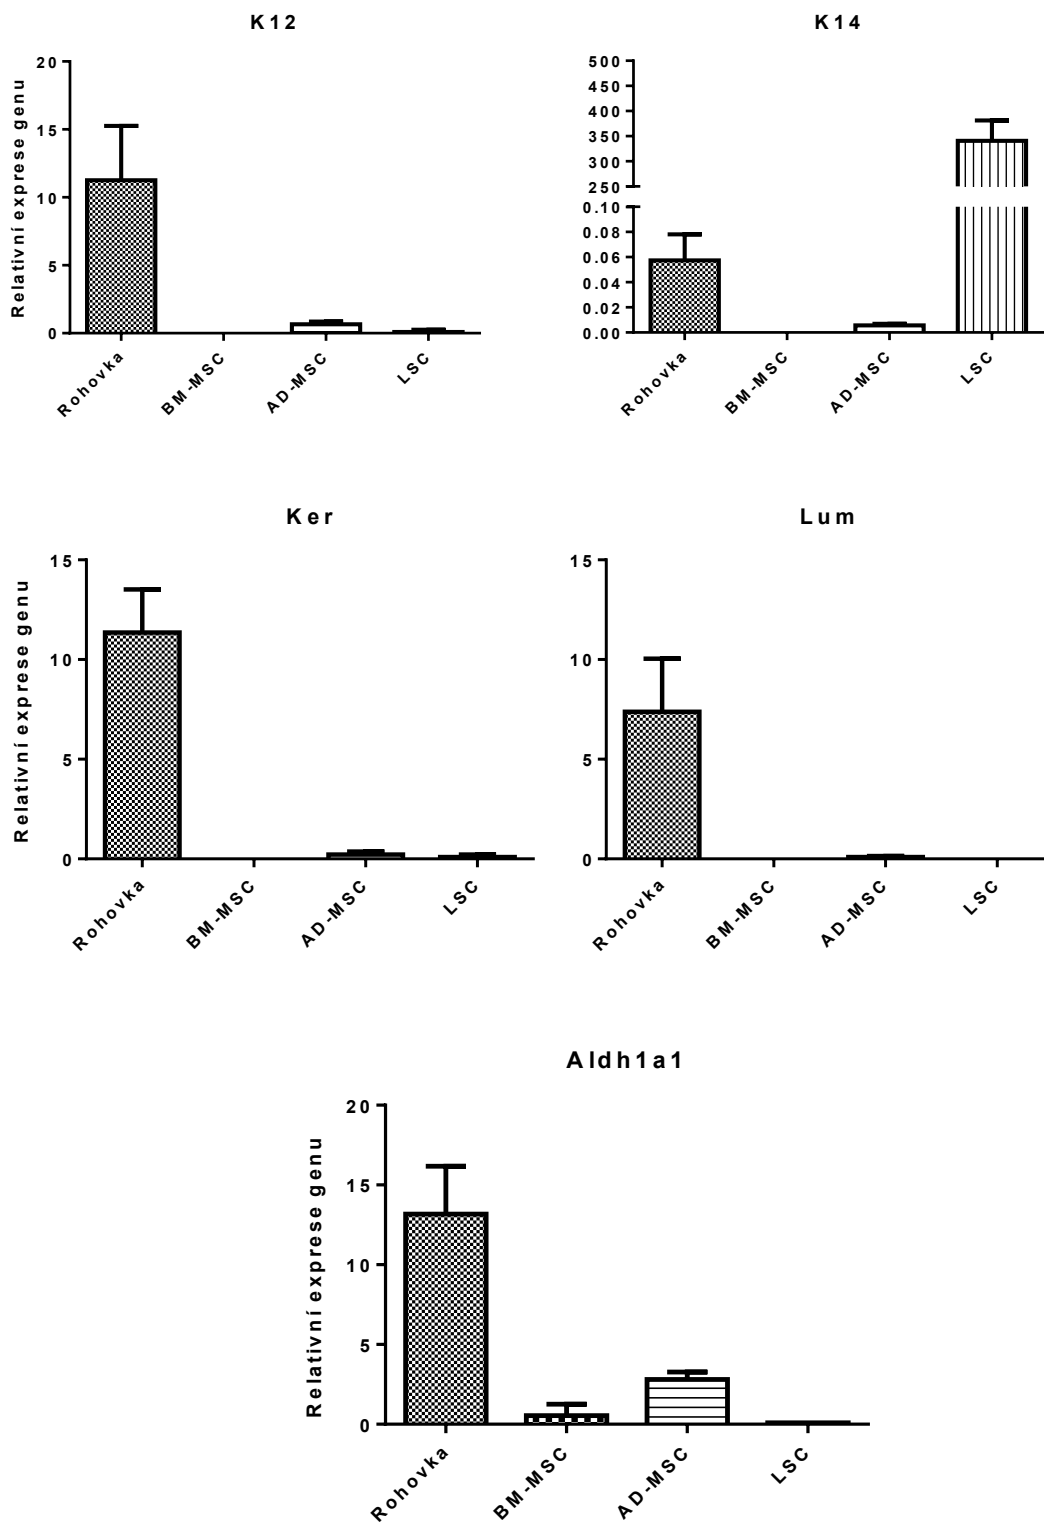 K12
Relativní exprese genu
20
15
10
5
0
Rohovka
BM-MSC
AD-MSC
LSC
K14
500
450
400
350
300
250
0.10
0.08
0.06
0.04
0.02
0.00
Rohovka
BM-MSC
AD-MSC
LSC
Ker
Relativní exprese genu
15
10
5
0
Rohovka
BM-MSC
AD-MSC
LSC
Lum
15
10
5
0
Rohovka
BM-MSC
AD-MSC
LSC
Aldh1a1
Relativní exprese genu
20
15
10
5
0
Rohovka
BM-MSC
AD-MSC
LSC